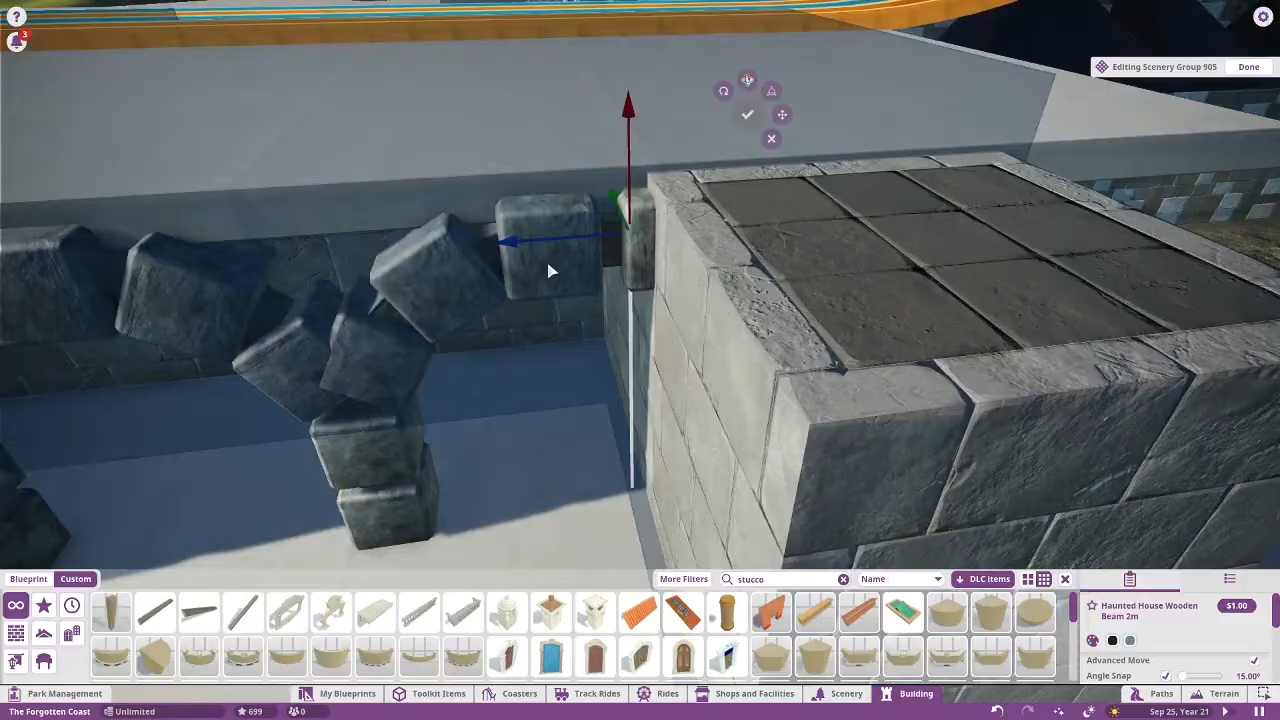 ?
3
Editing Scenery Group 905 Done
Blueprint Custom More Filters stucco Name DLC items
Haunted House Wooden $1.00
Beam 2m
Advanced Move
Angle Snap 15.00°
Park Management My Blueprints Toolkit Items Coasters Track Rides Rides Shops and Facilities Scenery Building Paths Terrain
The Forgotten Coast Unlimited 699 0 Sep 25, Year 21